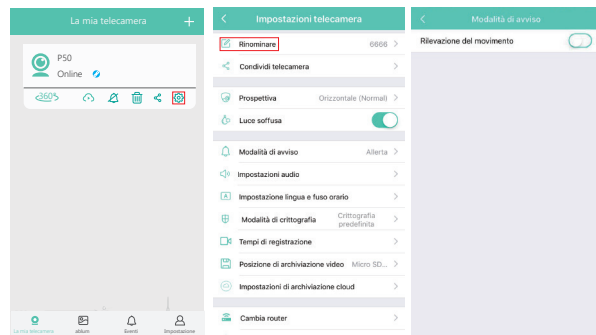 La mia telecamera +
P50
Online
360°
La mia telecamera
album
Eventi
Impostazione
Impostazioni telecamera
Rinominare 6666 >
Condividi telecamera >
Prospettiva Orizzontale (Normal) >
Luce soffusa
Modalità di avviso Allerta >
Impostazioni audio >
A Impostazione lingua e fuso orario >
Modalità di crittografia Crittografia predefinita >
Tempi di registrazione >
Posizione di archiviazione video Micro SD... >
Impostazioni di archiviazione cloud >
Cambia router >
Modalità di avviso
Rilevazione del movimento